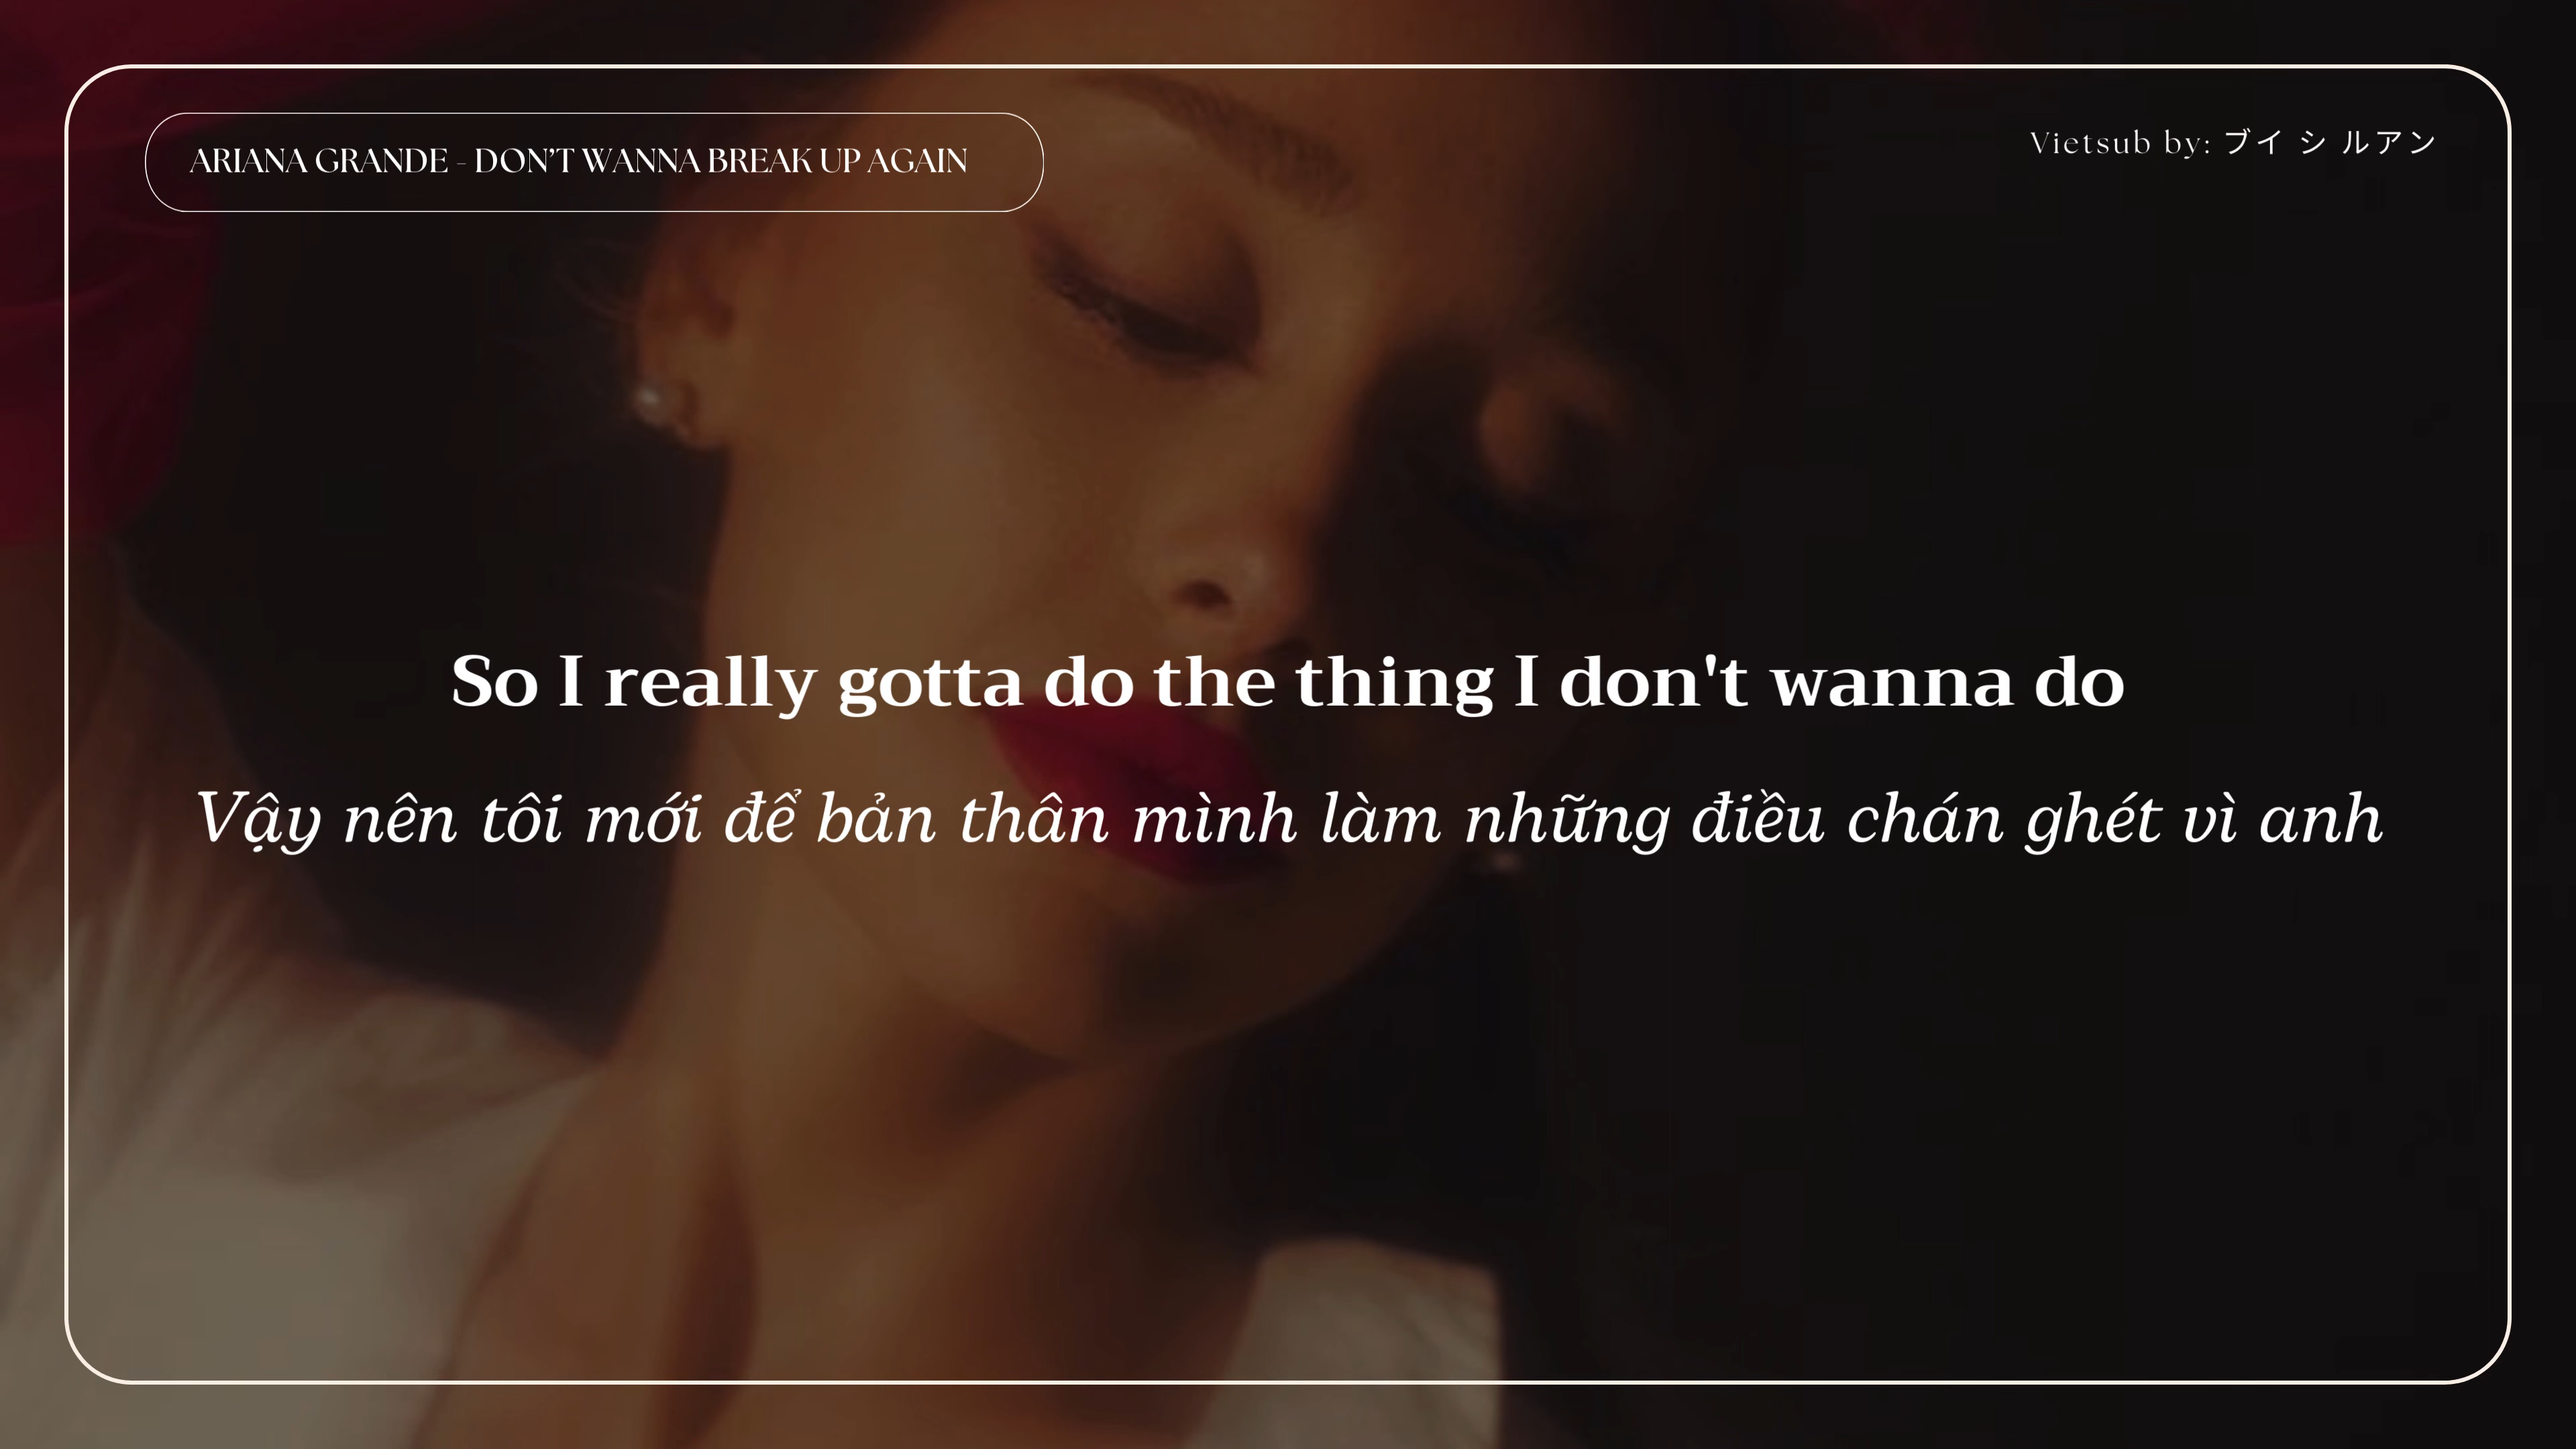 ARIANA GRANDE - DON’T WANNA BREAK UP AGAIN
Vietsub by: ブイ シ ルアン
So I really gotta do the thing I don't wanna do
Vậy nên tôi mới để bản thân mình làm những điều chán ghét vì anh